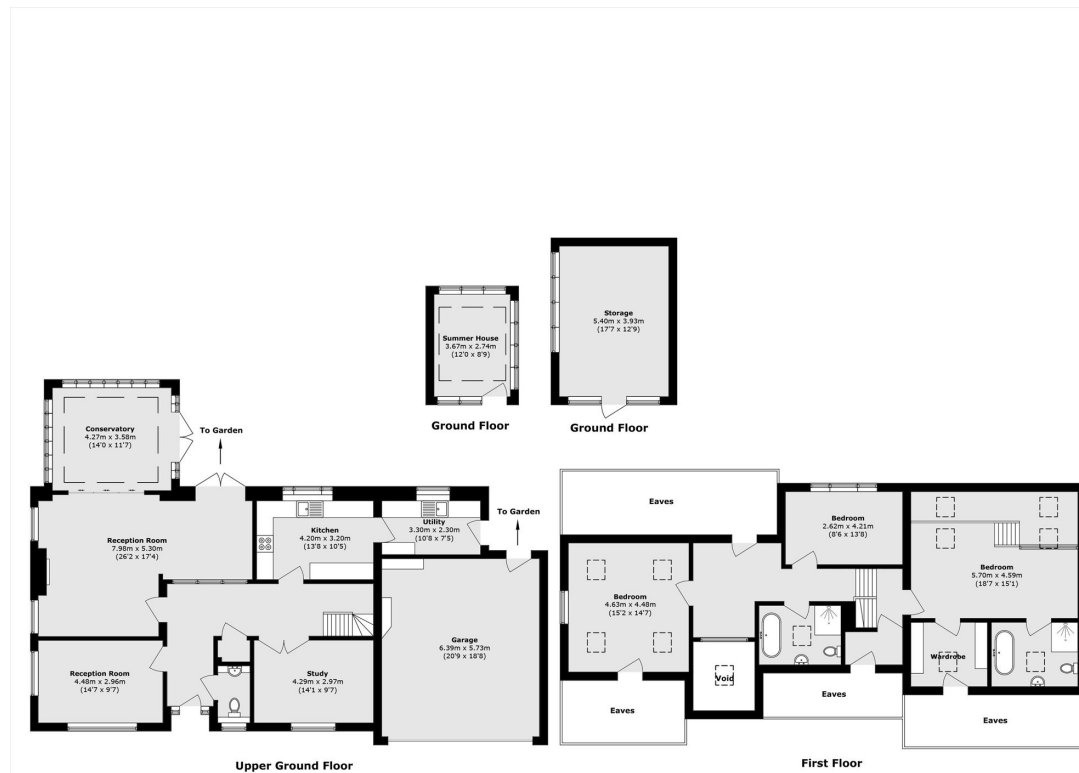 Summer House
3.67m x 2.74m
(12'0 x 8'9)
Ground Floor
Storage
5.40m x 3.93m
(17'7 x 12'9)
Ground Floor
Conservatory
4.27m x 3.58m
(14'0 x 11'7)
To Garden
Reception Room
7.98m x 5.30m
(26'2 x 17'4)
Kitchen
4.20m x 3.20m
(13'8 x 10'5)
Utility
3.30m x 2.30m
(10'8 x 7'5)
To Garden
Reception Room
4.48m x 2.96m
(14'7 x 9'7)
Study
4.29m x 2.97m
(14'1 x 9'7)
Garage
6.39m x 5.73m
(20'9 x 18'8)
Upper Ground Floor
Eaves
Bedroom
2.62m x 4.21m
(8'6 x 13'8)
Bedroom
4.63m x 4.48m
(15'2 x 14'7)
Bedroom
5.70m x 4.59m
(18'7 x 15'1)
Void
Wardrobe
Eaves
Eaves
Eaves
First Floor